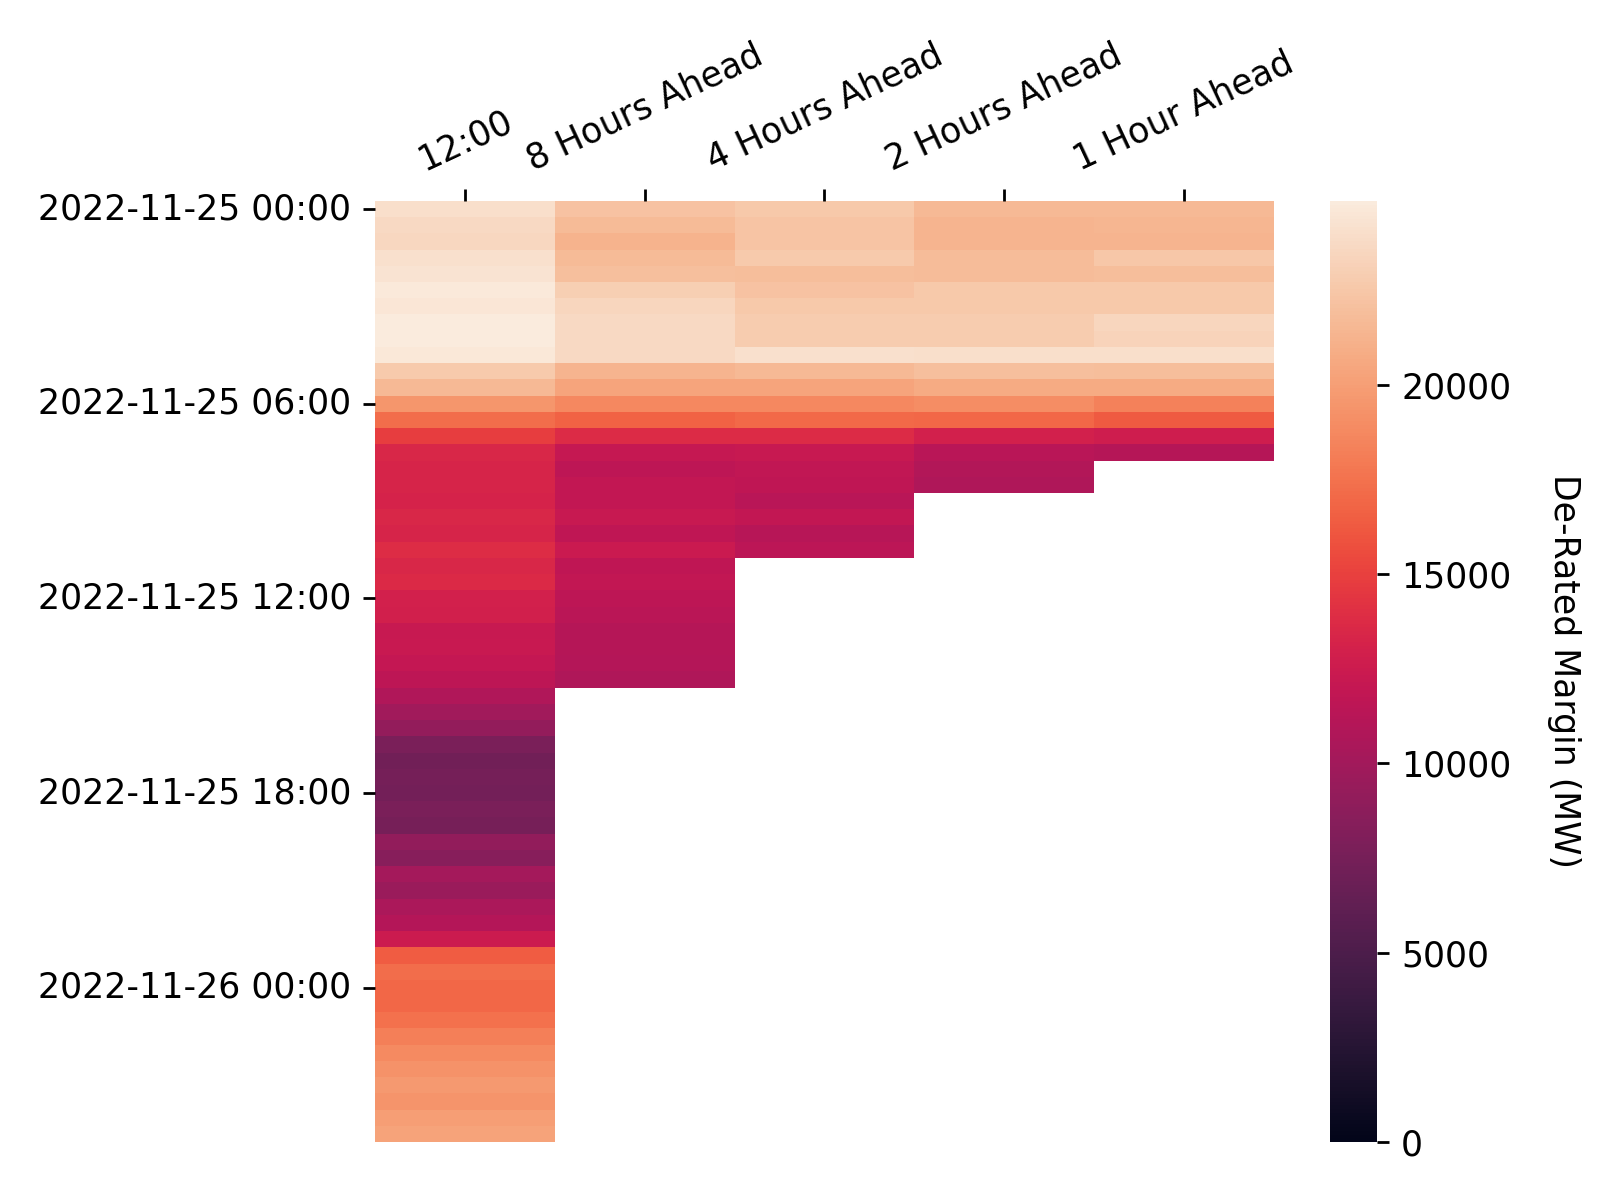 12:00
8 Hours Ahead
4 Hours Ahead
2 Hours Ahead
1 Hour Ahead
2022-11-25 00:00
2022-11-25 06:00
2022-11-25 12:00
2022-11-25 18:00
2022-11-26 00:00
20000
15000
10000
5000
0
De-Rated Margin (MW)